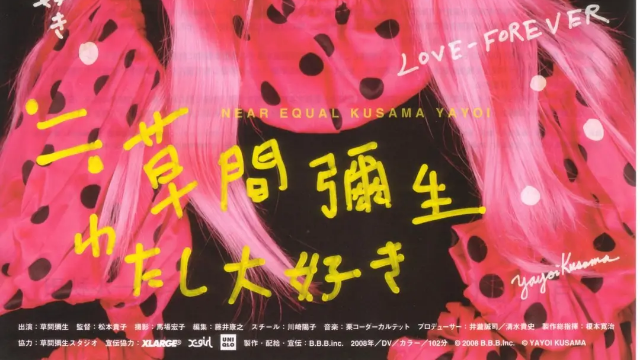 好き
LOVE-FOREVER
NEAR EQUAL KUSAMA YAYOI
≒草間彌生
わたし大好き
Yayoi Kusama
出演：草間彌生　監督：松本貴子　撮影：馬場宏子　編集：藤井康之　スチール：川崎陽子　音楽：東コーダーカルテット　プロデューサー：井瀧誠司／清水貴史　製作総指揮：榎本寛治
協力：草間彌生スタジオ　宣伝協力：XLARGE® X-girl UNIQLO　製作・配給・宣伝：B.B.B.inc.　2008年／DV／カラー／102分　© 2008 B.B.B.inc.　© YAYOI KUSAMA